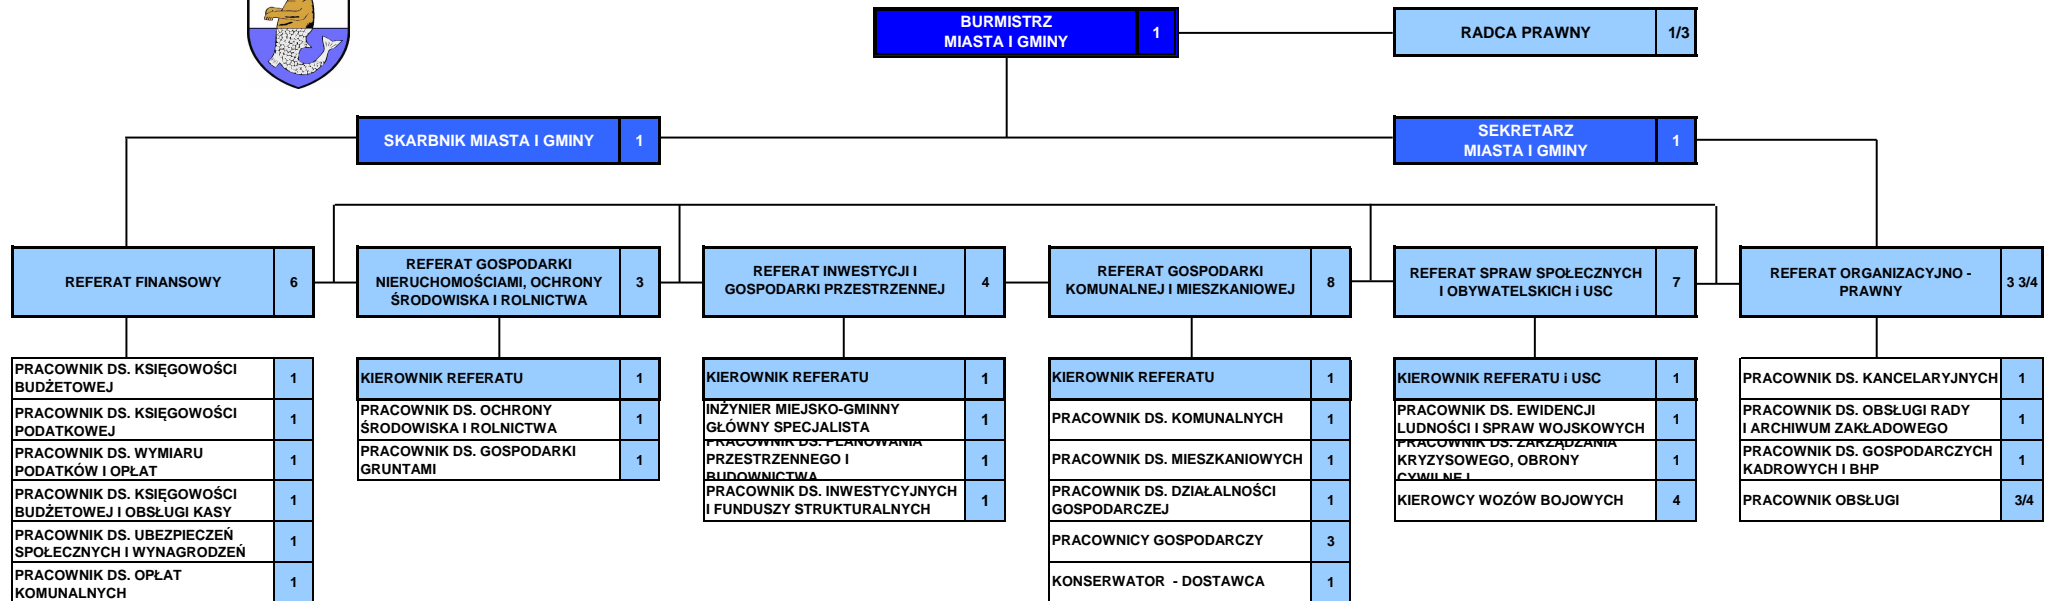 BURMISTRZ
MIASTA I GMINY
1
RADCA PRAWNY
1/3
SKARBNIK MIASTA I GMINY
1
SEKRETARZ
MIASTA I GMINY
1
REFERAT FINANSOWY
6
REFERAT GOSPODARKI
NIERUCHOMOŚCIAMI, OCHRONY
ŚRODOWISKA I ROLNICTWA
3
REFERAT INWESTYCJI I
GOSPODARKI PRZESTRZENNEJ
4
REFERAT GOSPODARKI
KOMUNALNEJ I MIESZKANIOWEJ
8
REFERAT SPRAW SPOŁECZNYCH
I OBYWATELSKICH i USC
7
REFERAT ORGANIZACYJNO -
PRAWNY
3 3/4
PRACOWNIK DS. KSIĘGOWOŚCI
BUDŻETOWEJ
1
PRACOWNIK DS. KSIĘGOWOŚCI
PODATKOWEJ
1
PRACOWNIK DS. WYMIARU
PODATKÓW I OPŁAT
1
PRACOWNIK DS. KSIĘGOWOŚCI
BUDŻETOWEJ I OBSŁUGI KASY
1
PRACOWNIK DS. UBEZPIECZEŃ
SPOŁECZNYCH I WYNAGRODZEŃ
1
PRACOWNIK DS. OPŁAT
KOMUNALNYCH
1
KIEROWNIK REFERATU
1
PRACOWNIK DS. OCHRONY
ŚRODOWISKA I ROLNICTWA
1
PRACOWNIK DS. GOSPODARKI
GRUNTAMI
1
KIEROWNIK REFERATU
1
INŻYNIER MIEJSKO-GMINNY
GŁÓWNY SPECJALISTA
1
PRACOWNIK DS. PLANOWANIA
PRZESTRZENNEGO I
BUDOWNICTWA
1
PRACOWNIK DS. INWESTYCYJNYCH
I FUNDUSZY STRUKTURALNYCH
1
KIEROWNIK REFERATU
1
PRACOWNIK DS. KOMUNALNYCH
1
PRACOWNIK DS. MIESZKANIOWYCH
1
PRACOWNIK DS. DZIAŁALNOŚCI
GOSPODARCZEJ
1
PRACOWNICY GOSPODARCZY
3
KONSERWATOR - DOSTAWCA
1
KIEROWNIK REFERATU i USC
1
PRACOWNIK DS. EWIDENCJI
LUDNOŚCI I SPRAW WOJSKOWYCH
1
PRACOWNIK DS. ZARZĄDZANIA
KRYZYSOWEGO, OBRONY
CYWILNEJ
1
KIEROWCY WOZÓW BOJOWYCH
4
PRACOWNIK DS. KANCELARYJNYCH
1
PRACOWNIK DS. OBSŁUGI RADY
I ARCHIWUM ZAKŁADOWEGO
1
PRACOWNIK DS. GOSPODARCZYCH
KADROWYCH I BHP
1
PRACOWNIK OBSŁUGI
3/4